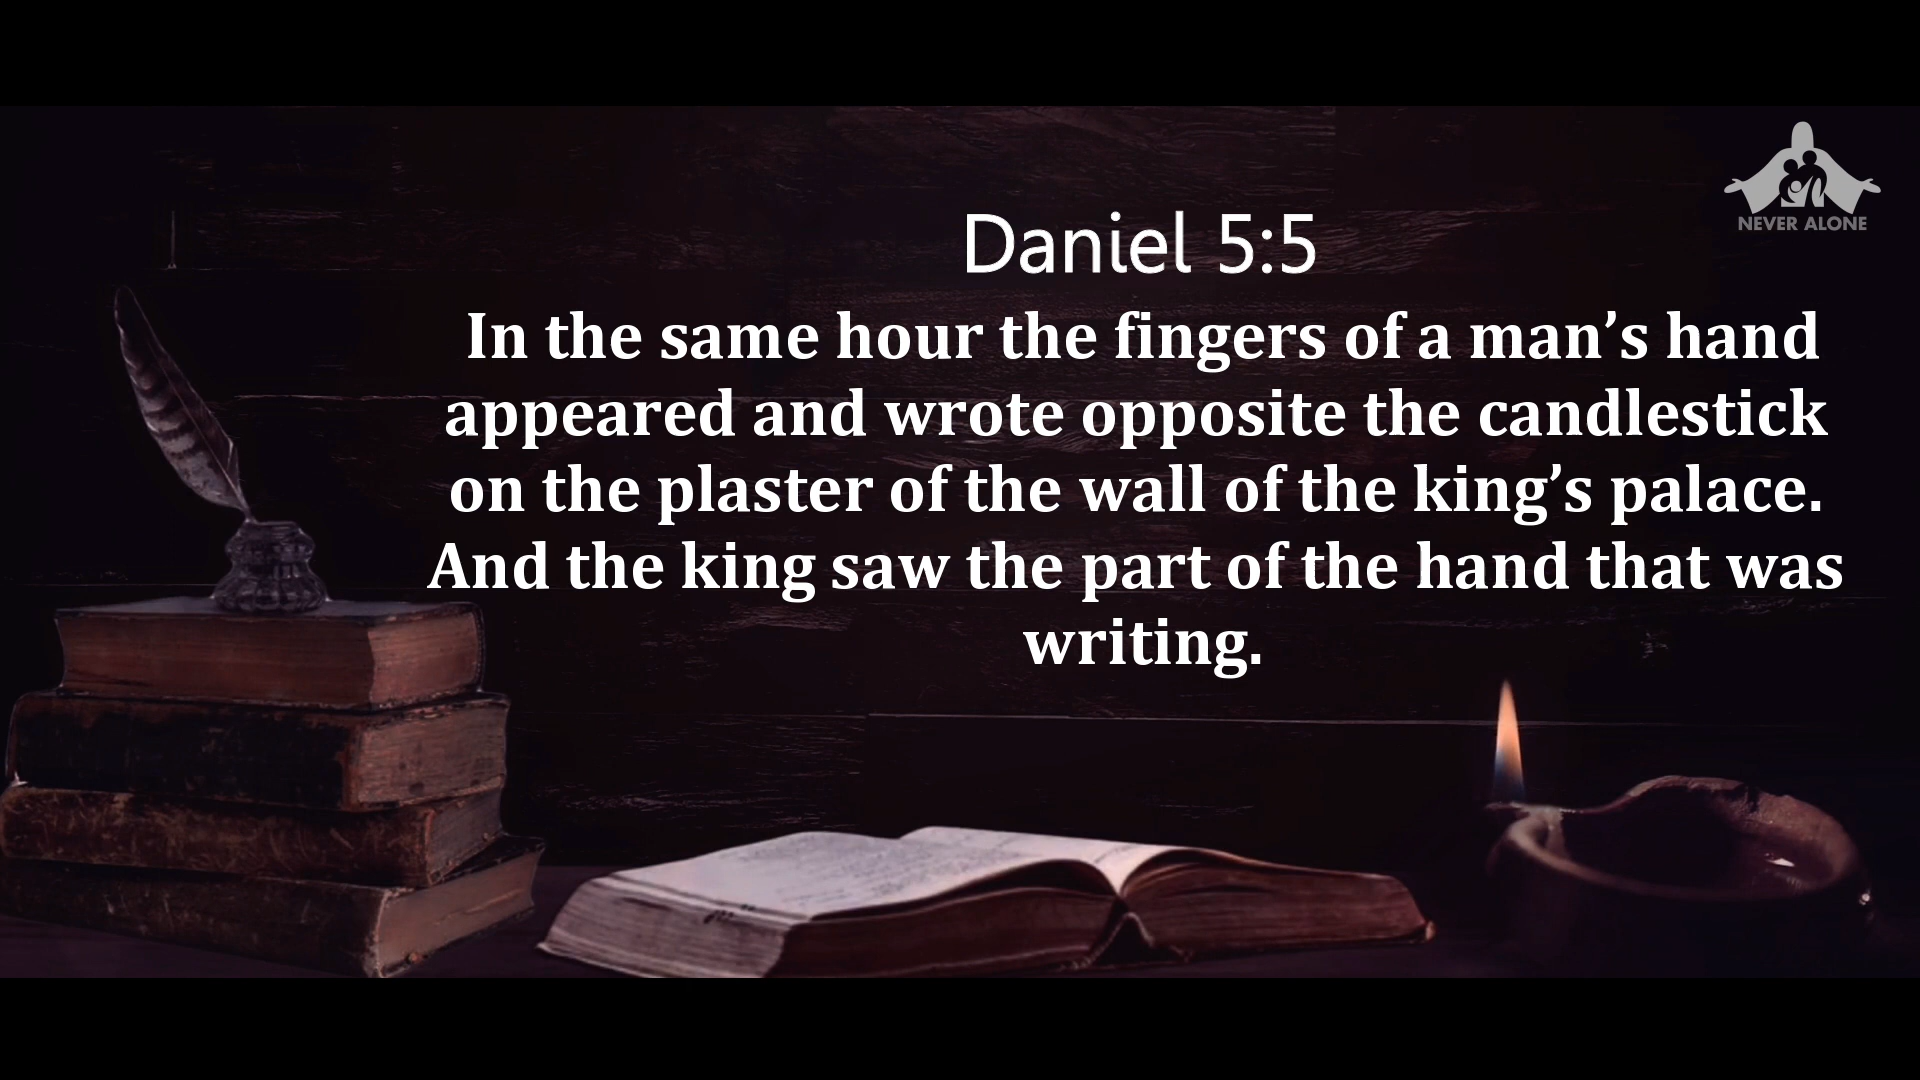 NEVER ALONE
Daniel 5:5
In the same hour the fingers of a man’s hand
appeared and wrote opposite the candlestick
on the plaster of the wall of the king’s palace.
And the king saw the part of the hand that was
writing.